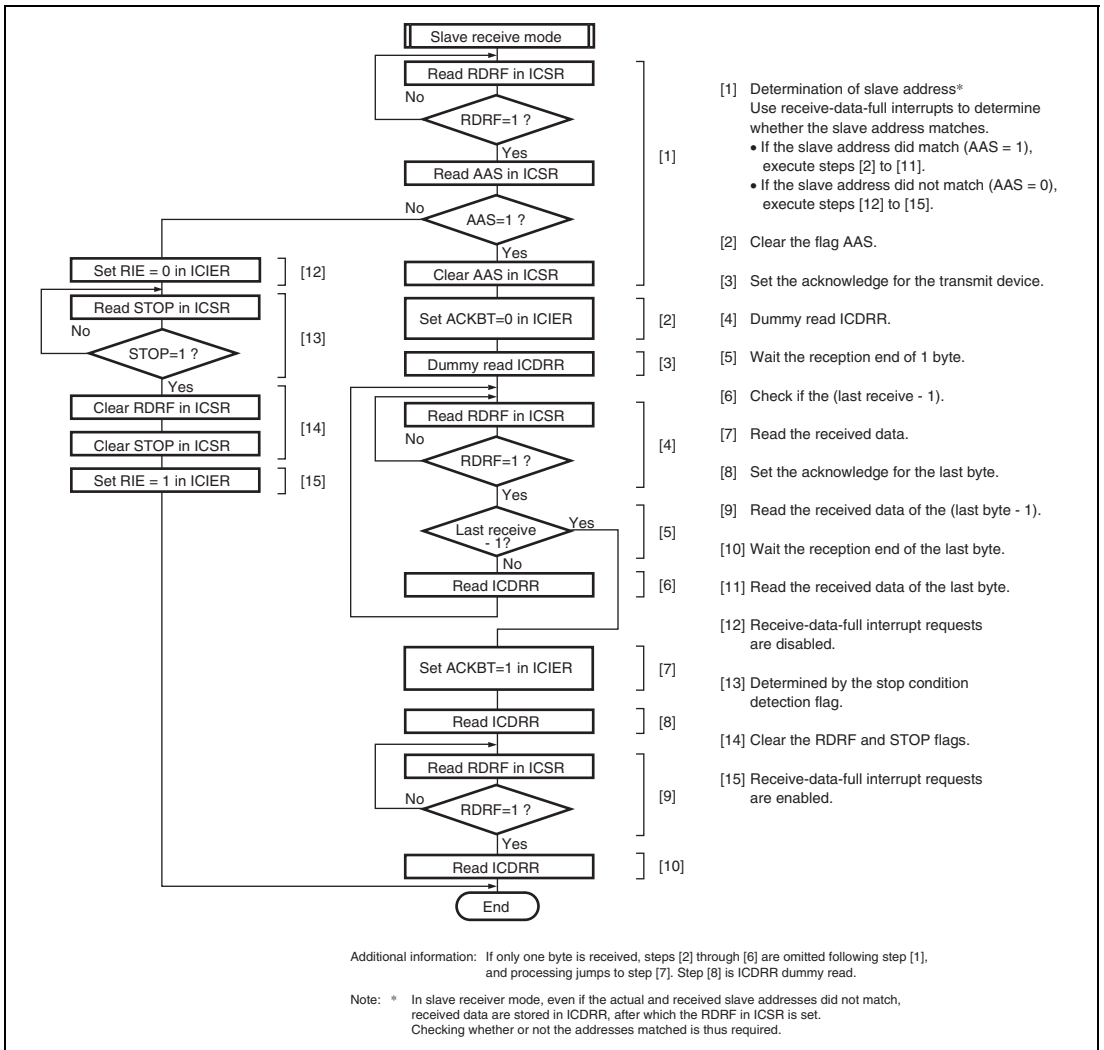 Slave receive mode
Read RDRF in ICSR
No
RDRF=1 ?
Yes
Read AAS in ICSR
[1]
No
AAS=1 ?
Yes
Clear AAS in ICSR
Set ACKBT=0 in ICIER
[2]
Dummy read ICDRR
[3]
Read RDRF in ICSR
No
RDRF=1 ?
[4]
Yes
Last receive
- 1?
Yes
[5]
No
Read ICDRR
[6]
Set ACKBT=1 in ICIER
[7]
Read ICDRR
[8]
Read RDRF in ICSR
No
RDRF=1 ?
[9]
Yes
Read ICDRR
[10]
End
Set RIE = 0 in ICIER
[12]
Read STOP in ICSR
No
STOP=1 ?
[13]
Yes
Clear RDRF in ICSR
[14]
Clear STOP in ICSR
Set RIE = 1 in ICIER
[15]
[1] Determination of slave address*
Use receive-data-full interrupts to determine
whether the slave address matches.
• If the slave address did match (AAS = 1),
execute steps [2] to [11].
• If the slave address did not match (AAS = 0),
execute steps [12] to [15].
[2] Clear the flag AAS.
[3] Set the acknowledge for the transmit device.
[4] Dummy read ICDRR.
[5] Wait the reception end of 1 byte.
[6] Check if the (last receive - 1).
[7] Read the received data.
[8] Set the acknowledge for the last byte.
[9] Read the received data of the (last byte - 1).
[10] Wait the reception end of the last byte.
[11] Read the received data of the last byte.
[12] Receive-data-full interrupt requests
are disabled.
[13] Determined by the stop condition
detection flag.
[14] Clear the RDRF and STOP flags.
[15] Receive-data-full interrupt requests
are enabled.
Additional information: If only one byte is received, steps [2] through [6] are omitted following step [1],
and processing jumps to step [7]. Step [8] is ICDRR dummy read.
Note: * In slave receiver mode, even if the actual and received slave addresses did not match,
received data are stored in ICDRR, after which the RDRF in ICSR is set.
Checking whether or not the addresses matched is thus required.